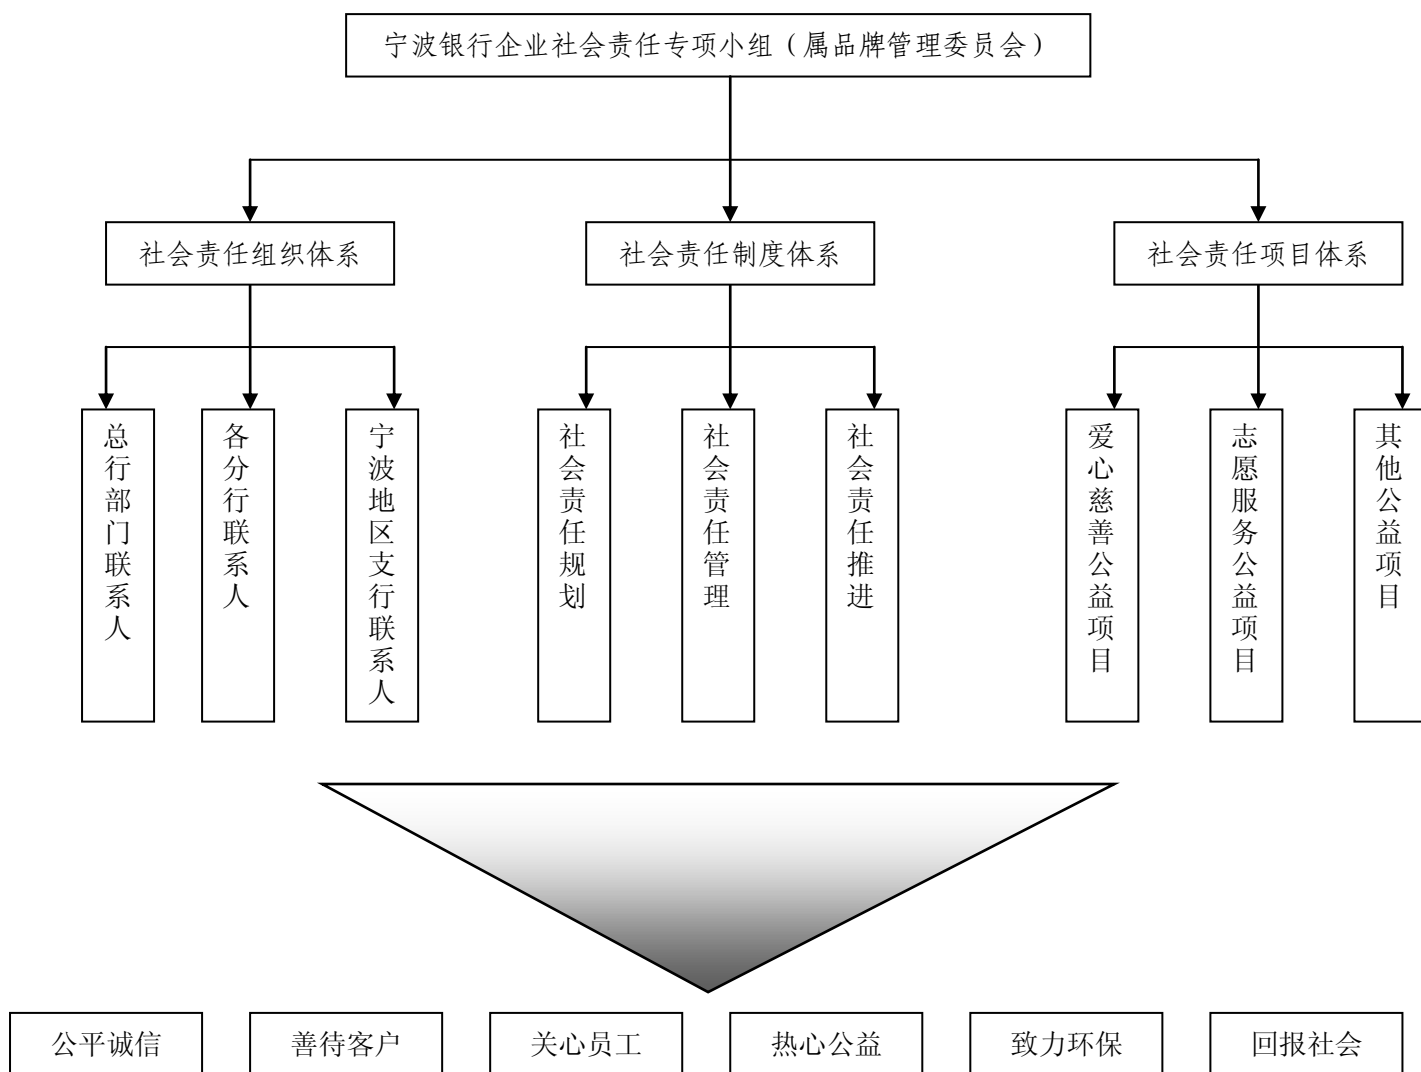 宁波银行企业社会责任专项小组（属品牌管理委员会）
社会责任组织体系
社会责任制度体系
社会责任项目体系
总行部门联系人
各分行联系人
宁波地区支行联系人
社会责任规划
社会责任管理
社会责任推进
爱心慈善公益项目
志愿服务公益项目
其他公益项目
公平诚信
善待客户
关心员工
热心公益
致力环保
回报社会